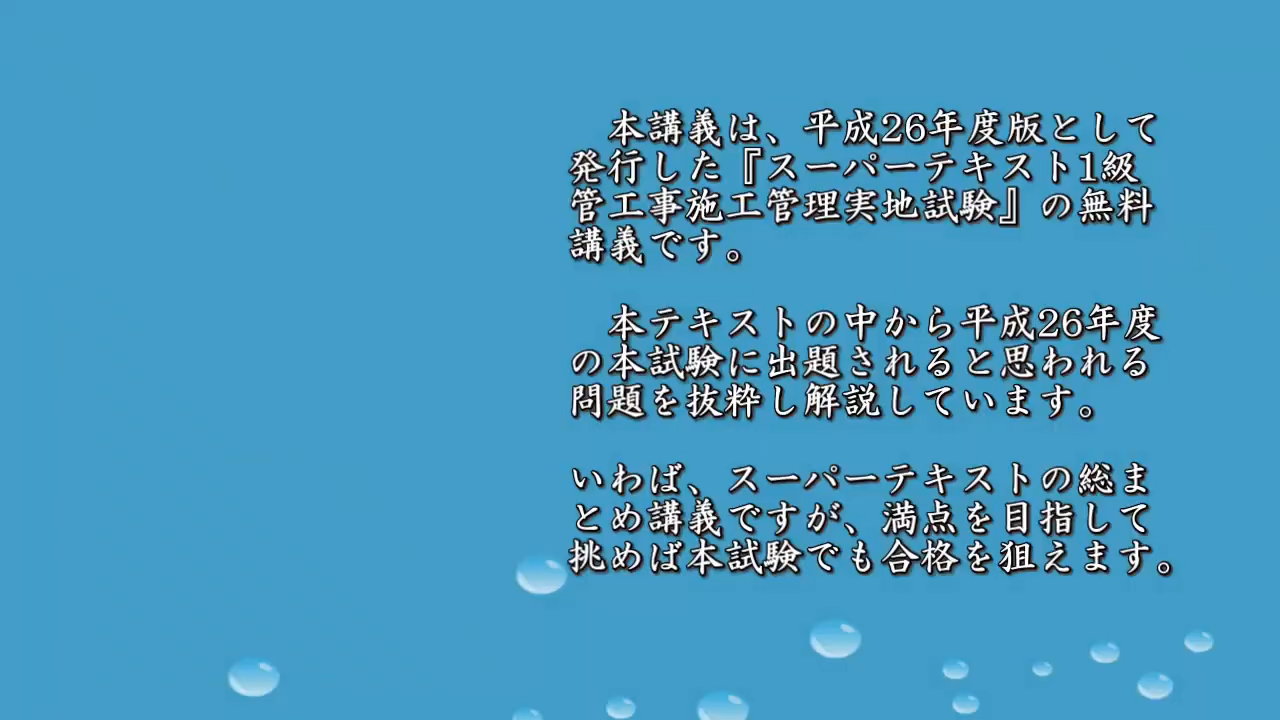 本講義は、平成26年度版として
発行した『スーパーテキスト1級
管工事施工管理実地試験』の無料
講義です。
本テキストの中から平成26年度
の本試験に出題されると思われる
問題を抜粋し解説しています。
いわば、スーパーテキストの総ま
とめ講義ですが、満点を目指して
挑めば本試験でも合格を狙えます。